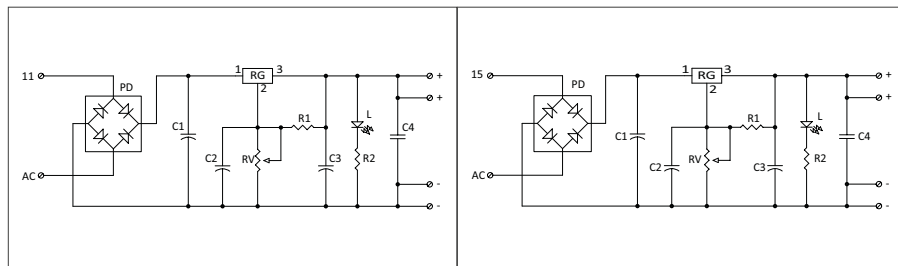 11
PD
AC
C1
1 RG 3
2
C2
RV
R1
C3
L
R2
C4
+
+
-
-
15
PD
AC
C1
1 RG 3
2
C2
RV
R1
C3
L
R2
C4
+
+
-
-